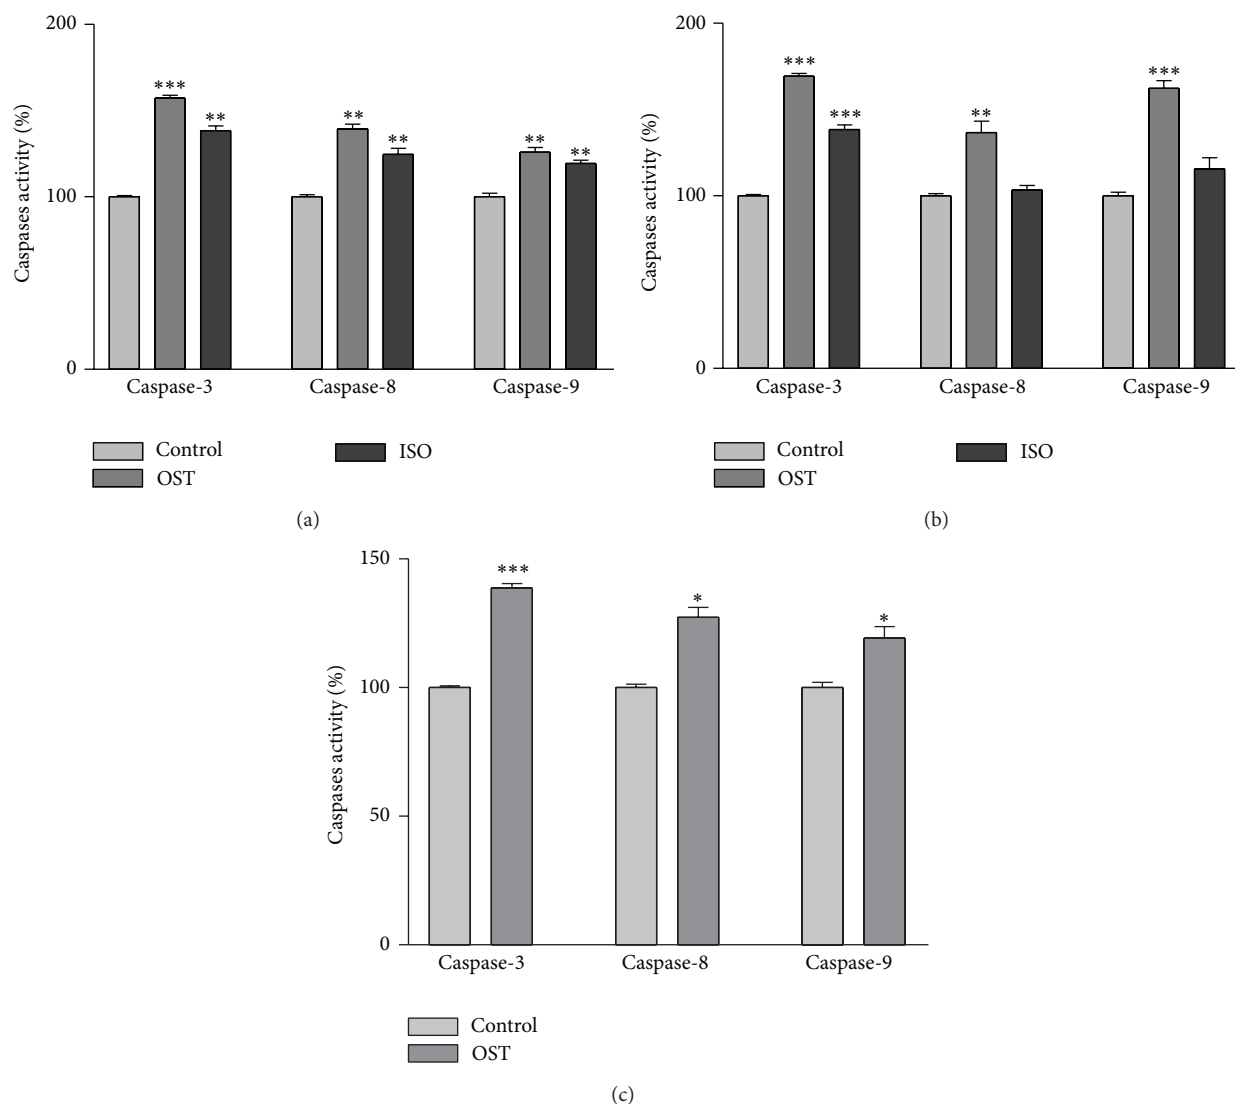 Caspases activity (%)
200
100
0
***
**
**
**
**
**
Caspase-3
Caspase-8
Caspase-9
Control
OST
ISO
(a)
Caspases activity (%)
200
100
0
***
***
**
***
Caspase-3
Caspase-8
Caspase-9
Control
OST
ISO
(b)
Caspases activity (%)
150
100
50
0
***
*
*
Caspase-3
Caspase-8
Caspase-9
Control
OST
(c)